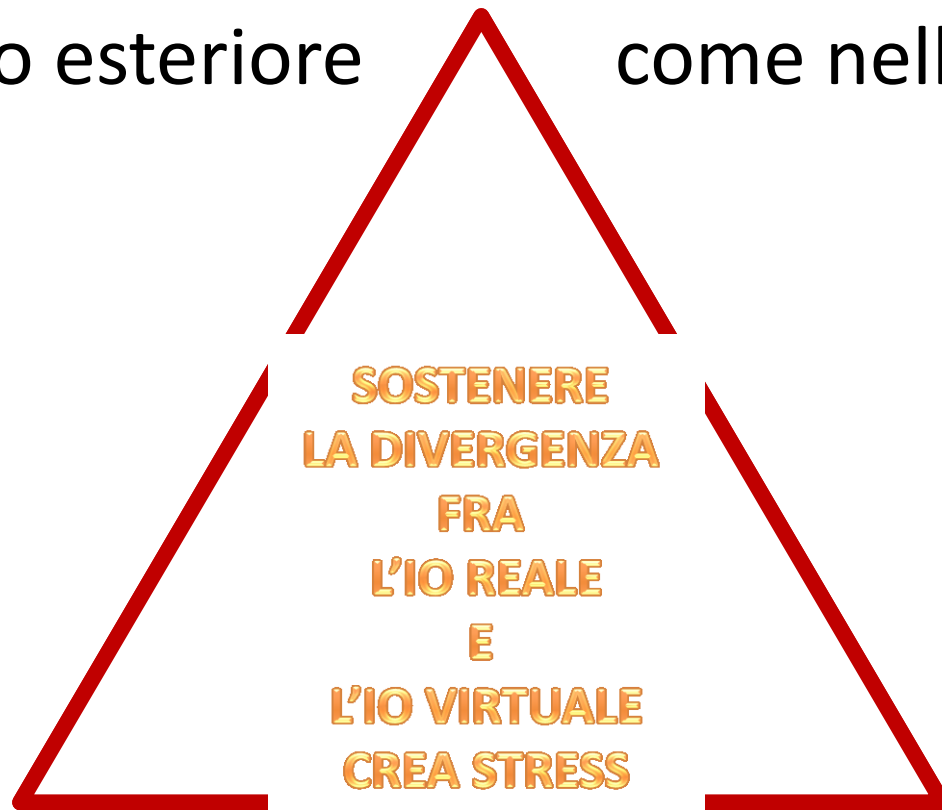 o esteriore come nell
SOSTENERE
LA DIVERGENZA
FRA
L'IO REALE
E
L'IO VIRTUALE
CREA STRESS